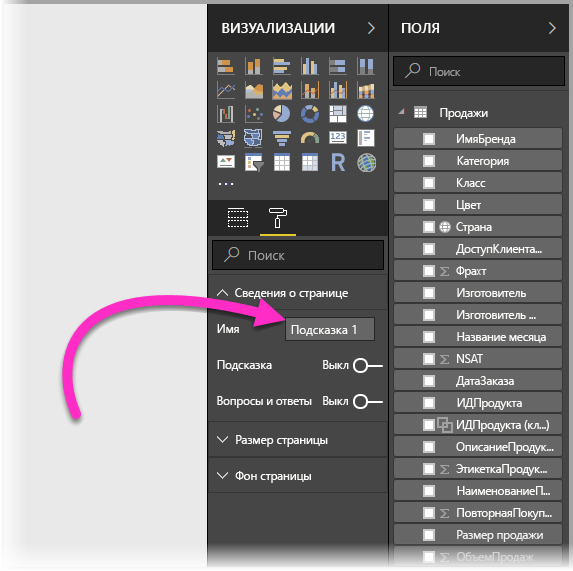 ВИЗУАЛИЗАЦИИ
123
R
...
Поиск
Сведения о странице
Имя
Подсказка 1
Подсказка
Выкл
Вопросы и ответы
Выкл
Размер страницы
Фон страницы
ПОЛЯ
Поиск
Продажи
ИмяБренда
Категория
Класс
Цвет
Страна
ДоступКлиента...
Σ Фрахт
Изготовитель
Изготовитель ...
Название месяца
Σ NSAT
ДатаЗаказа
ИДПродукта
ИДПродукта (кл...)
ОписаниеПродук...
Σ ЭтикеткаПродук...
НаименованиеП...
Σ ПовторнаяПокуп...
Размер продажи
Σ ОбъемПродаж